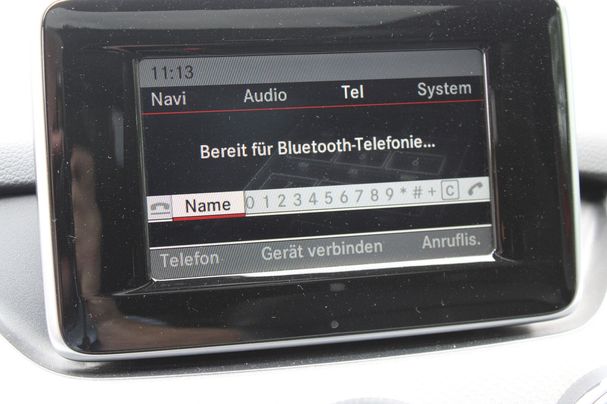 11:13
Navi Audio Tel System
Bereit für Bluetooth-Telefonie...
Name 0 1 2 3 4 5 6 7 8 9 * # + C
Telefon Gerät verbinden Anruflis.